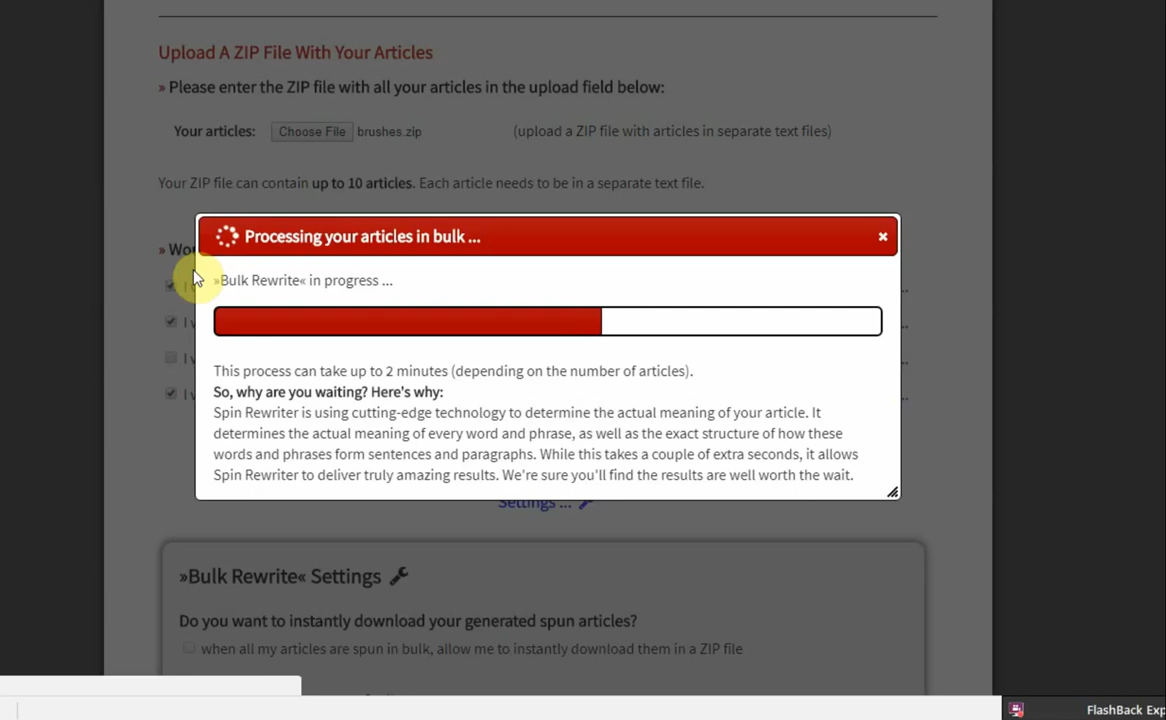 Upload A ZIP File With Your Articles
» Please enter the ZIP file with all your articles in the upload field below:
Your articles: Choose File brushes.zip (upload a ZIP file with articles in separate text files)
Your ZIP file can contain up to 10 articles. Each article needs to be in a separate text file.
Processing your articles in bulk ...
»Bulk Rewrite« in progress ...
This process can take up to 2 minutes (depending on the number of articles).
So, why are you waiting? Here's why:
Spin Rewriter is using cutting-edge technology to determine the actual meaning of your article. It
determines the actual meaning of every word and phrase, as well as the exact structure of how these
words and phrases form sentences and paragraphs. While this takes a couple of extra seconds, it allows
Spin Rewriter to deliver truly amazing results. We're sure you'll find the results are well worth the wait.
Settings ...
»Bulk Rewrite« Settings
Do you want to instantly download your generated spun articles?
when all my articles are spun in bulk, allow me to instantly download them in a ZIP file
FlashBack Exp